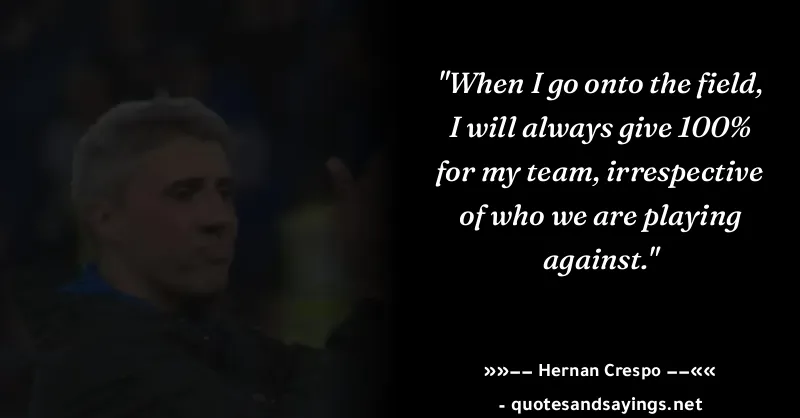 "When I go onto the field,
I will always give 100%
for my team, irrespective
of who we are playing
against."
»»−− Hernan Crespo −−««
- quotesandsayings.net